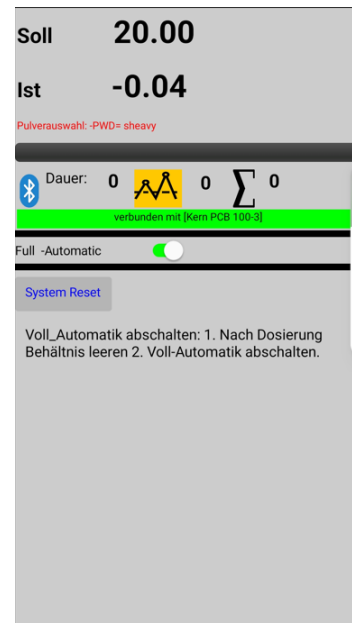 Soll 20.00
Ist -0.04
Pulverauswahl: -PWD= sheavy
Dauer: 0 0 ∑ 0
verbunden mit [Kern PCB 100-3]
Full -Automatic
System Reset
Voll_Automatik abschalten: 1. Nach Dosierung
Behältnis leeren 2. Voll-Automatik abschalten.